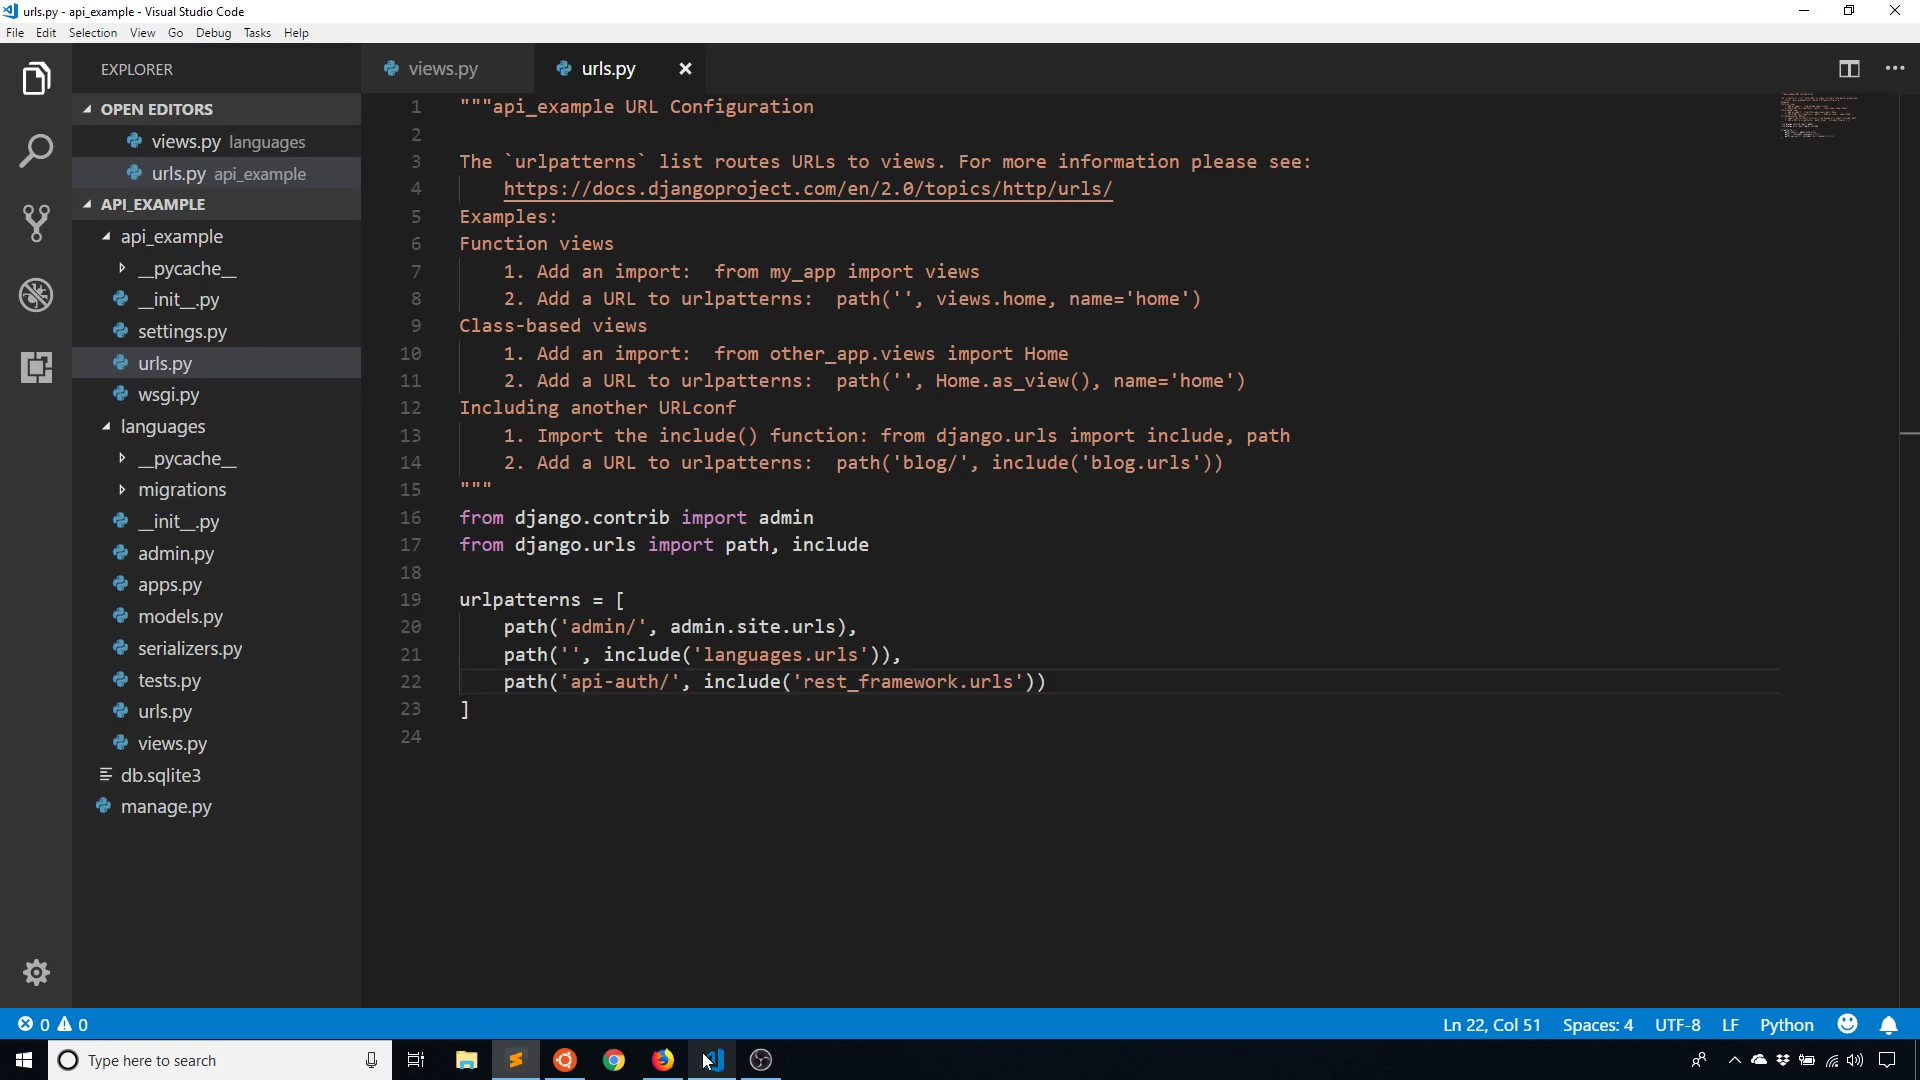 urls.py - api_example - Visual Studio Code
File Edit Selection View Go Debug Tasks Help
EXPLORER
OPEN EDITORS
views.py languages
urls.py api_example
API_EXAMPLE
api_example
__pycache__
__init__.py
settings.py
urls.py
wsgi.py
languages
__pycache__
migrations
__init__.py
admin.py
apps.py
models.py
serializers.py
tests.py
urls.py
views.py
db.sqlite3
manage.py
views.py urls.py
1 """api_example URL Configuration
2
3 The `urlpatterns` list routes URLs to views. For more information please see:
4     https://docs.djangoproject.com/en/2.0/topics/http/urls/
5 Examples:
6 Function views
7     1. Add an import:  from my_app import views
8     2. Add a URL to urlpatterns:  path('', views.home, name='home')
9 Class-based views
10     1. Add an import:  from other_app.views import Home
11     2. Add a URL to urlpatterns:  path('', Home.as_view(), name='home')
12 Including another URLconf
13     1. Import the include() function: from django.urls import include, path
14     2. Add a URL to urlpatterns:  path('blog/', include('blog.urls'))
15 """
16 from django.contrib import admin
17 from django.urls import path, include
18
19 urlpatterns = [
20     path('admin/', admin.site.urls),
21     path('', include('languages.urls')),
22     path('api-auth/', include('rest_framework.urls'))
23 ]
24
0 0
Ln 22, Col 51 Spaces: 4 UTF-8 LF Python
Type here to search